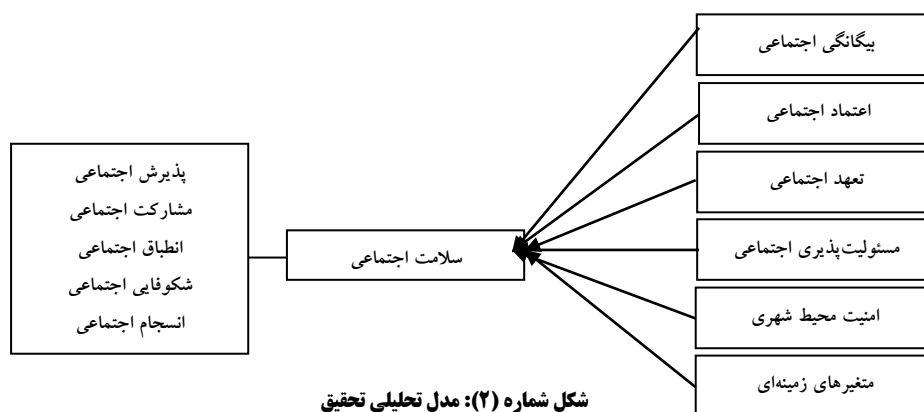 بیگانگی اجتماعی
اعتماد اجتماعی
تعهد اجتماعی
مسئولیت‌پذیری اجتماعی
امنیت محیط شهری
متغیرهای زمینه‌ای
سلامت اجتماعی
پذیرش اجتماعی
مشارکت اجتماعی
انطباق اجتماعی
شکوفایی اجتماعی
انسجام اجتماعی
شکل شماره (۲): مدل تحلیلی تحقیق